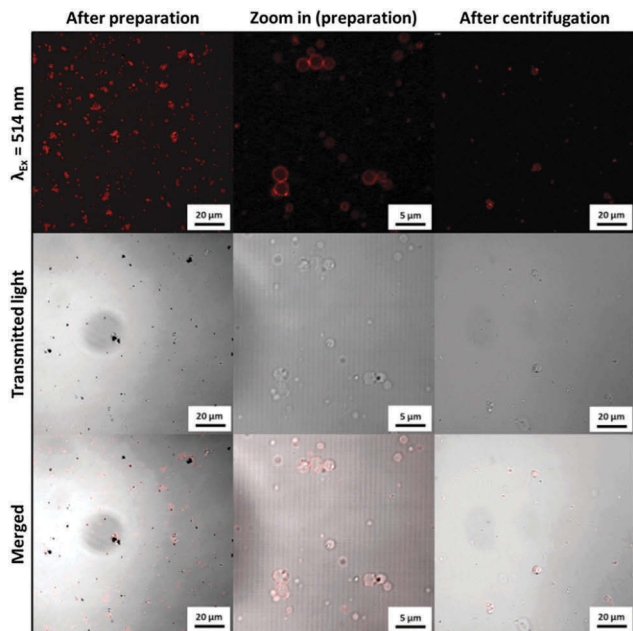 After preparation
Zoom in (preparation)
After centrifugation
λEx = 514 nm
20 µm
5 µm
20 µm
Transmitted light
20 µm
5 µm
20 µm
Merged
20 µm
5 µm
20 µm